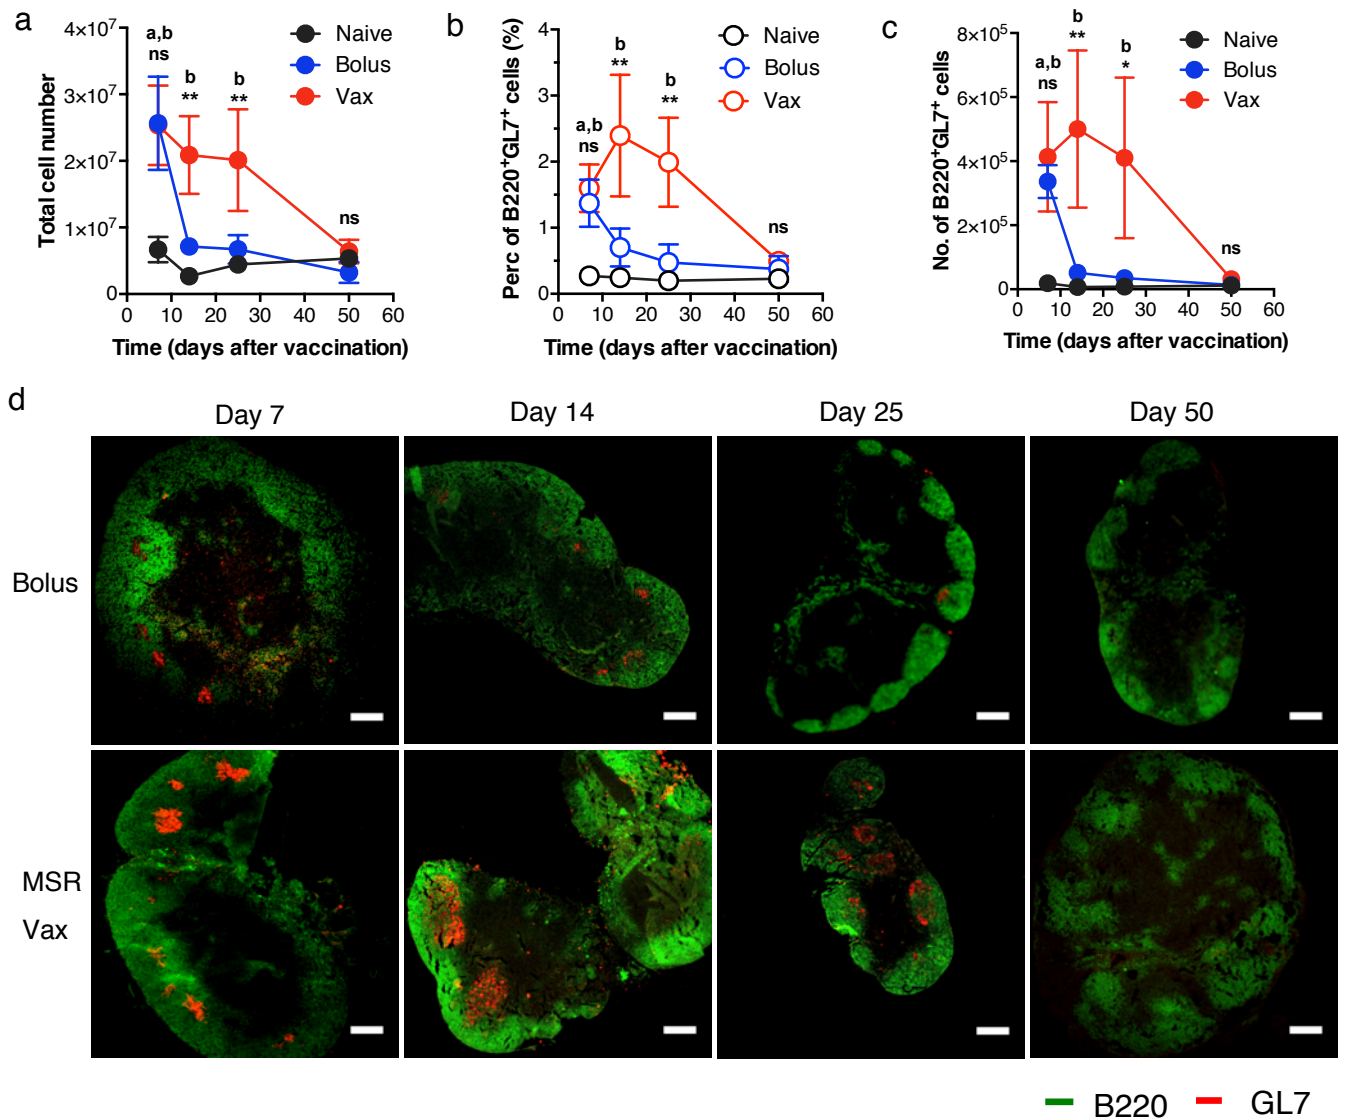 a
Total cell number
4×10⁷
3×10⁷
2×10⁷
1×10⁷
0
a,b
ns
b
**
b
**
ns
Naive
Bolus
Vax
0 10 20 30 40 50 60
Time (days after vaccination)
b
Perc of B220⁺GL7⁺ cells (%)
4
3
2
1
0
a,b
ns
b
**
b
**
ns
Naive
Bolus
Vax
0 10 20 30 40 50 60
Time (days after vaccination)
c
No. of B220⁺GL7⁺ cells
8×10⁵
6×10⁵
4×10⁵
2×10⁵
0
a,b
ns
b
**
b
*
ns
Naive
Bolus
Vax
0 10 20 30 40 50 60
Time (days after vaccination)
d
Day 7 Day 14 Day 25 Day 50
Bolus
MSR
Vax
B220 GL7